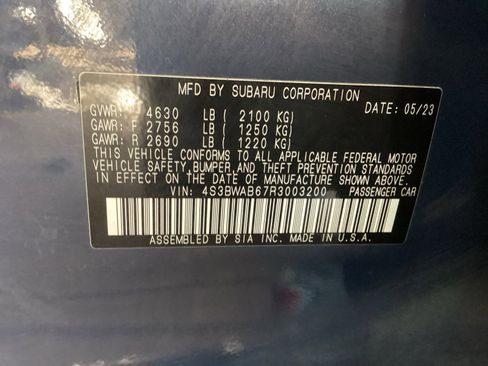 MFD BY SUBARU CORPORATION
DATE: 05/23
GVWR: 4630 LB ( 2100 KG)
GAWR: F 2756 LB ( 1250 KG)
GAWR: R 2690 LB ( 1220 KG)
THIS VEHICLE CONFORMS TO ALL APPLICABLE FEDERAL MOTOR
VEHICLE SAFETY,BUMPER,AND THEFT PREVENTION STANDARDS
IN EFFECT ON THE DATE OF MANUFACTURE SHOWN ABOVE.
VIN: 4S3BWAB67R3003200 PASSENGER CAR
ASSEMBLED BY SIA INC. MADE IN U.S.A.